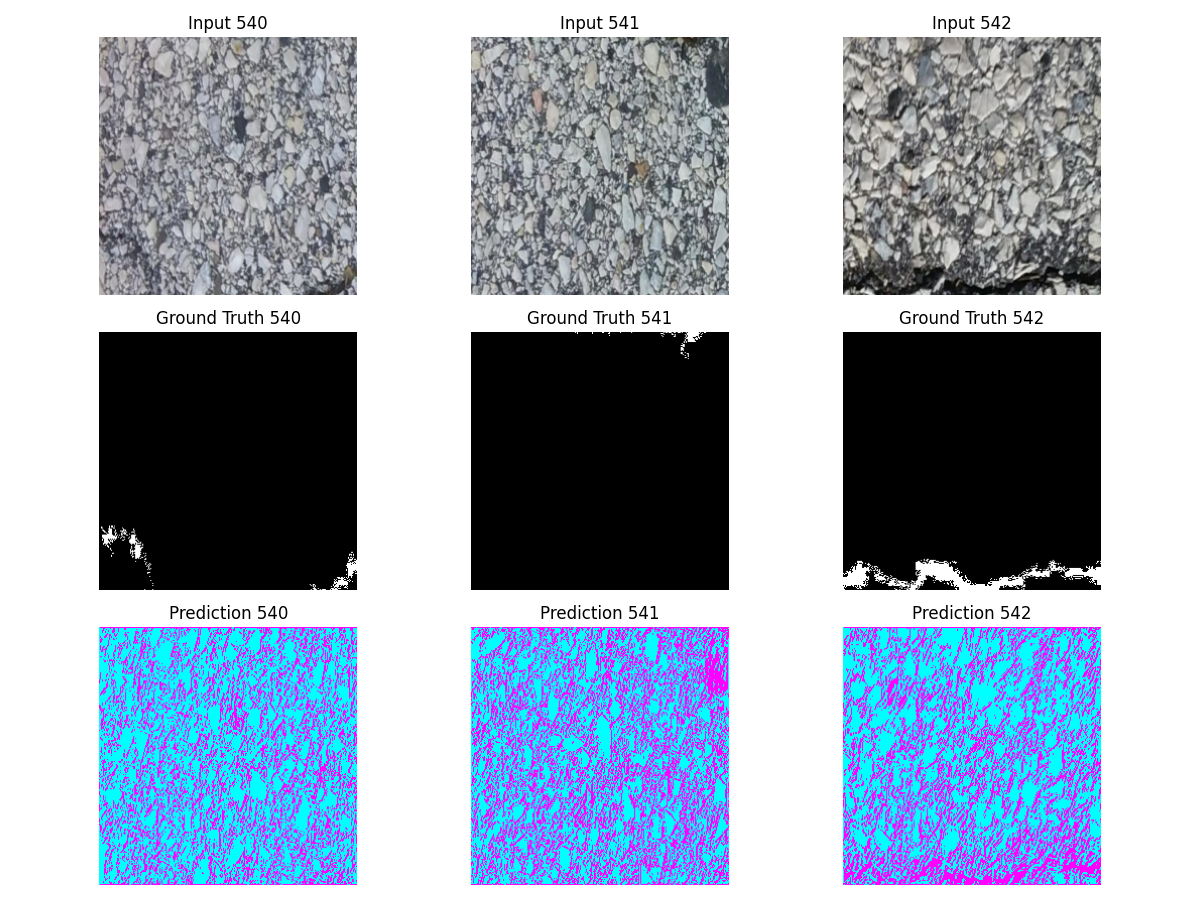 Input 540
Input 541
Input 542
Ground Truth 540
Ground Truth 541
Ground Truth 542
Prediction 540
Prediction 541
Prediction 542